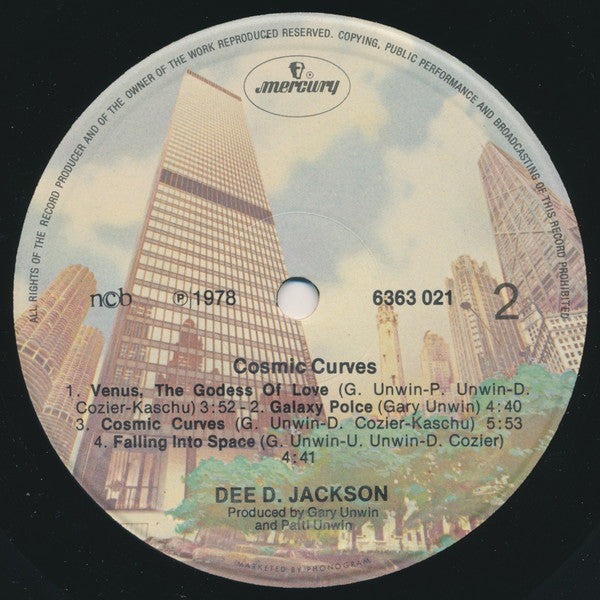 ALL RIGHTS OF THE RECORD PRODUCER AND OF THE OWNER OF THE WORK REPRODUCED RESERVED. COPYING, PUBLIC PERFORMANCE AND BROADCASTING OF THIS RECORD PROHIBITED
mercury
ncb ℗ 1978 6363 021 2
Cosmic Curves
1. Venus, The Godess Of Love (G. Unwin-P. Unwin-D.
Cozier-Kaschu) 3:52 - 2. Galaxy Police (Gary Unwin) 4:40
3. Cosmic Curves (G. Unwin-D. Cozier-Kaschu) 5:53
4. Falling Into Space (G. Unwin-U. Unwin-D. Cozier)
4:41
DEE D. JACKSON
Produced by Gary Unwin
and Patti Unwin
MARKETED BY PHONOGRAM